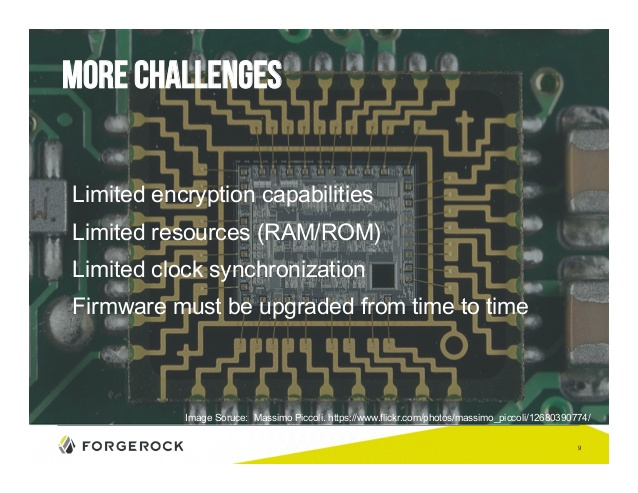 MORE CHALLENGES
Limited encryption capabilities
Limited resources (RAM/ROM)
Limited clock synchronization
Firmware must be upgraded from time to time
Image Soruce: Massimo Piccoli. https://www.flickr.com/photos/massimo_piccoli/12680390774/
FORGEROCK
9